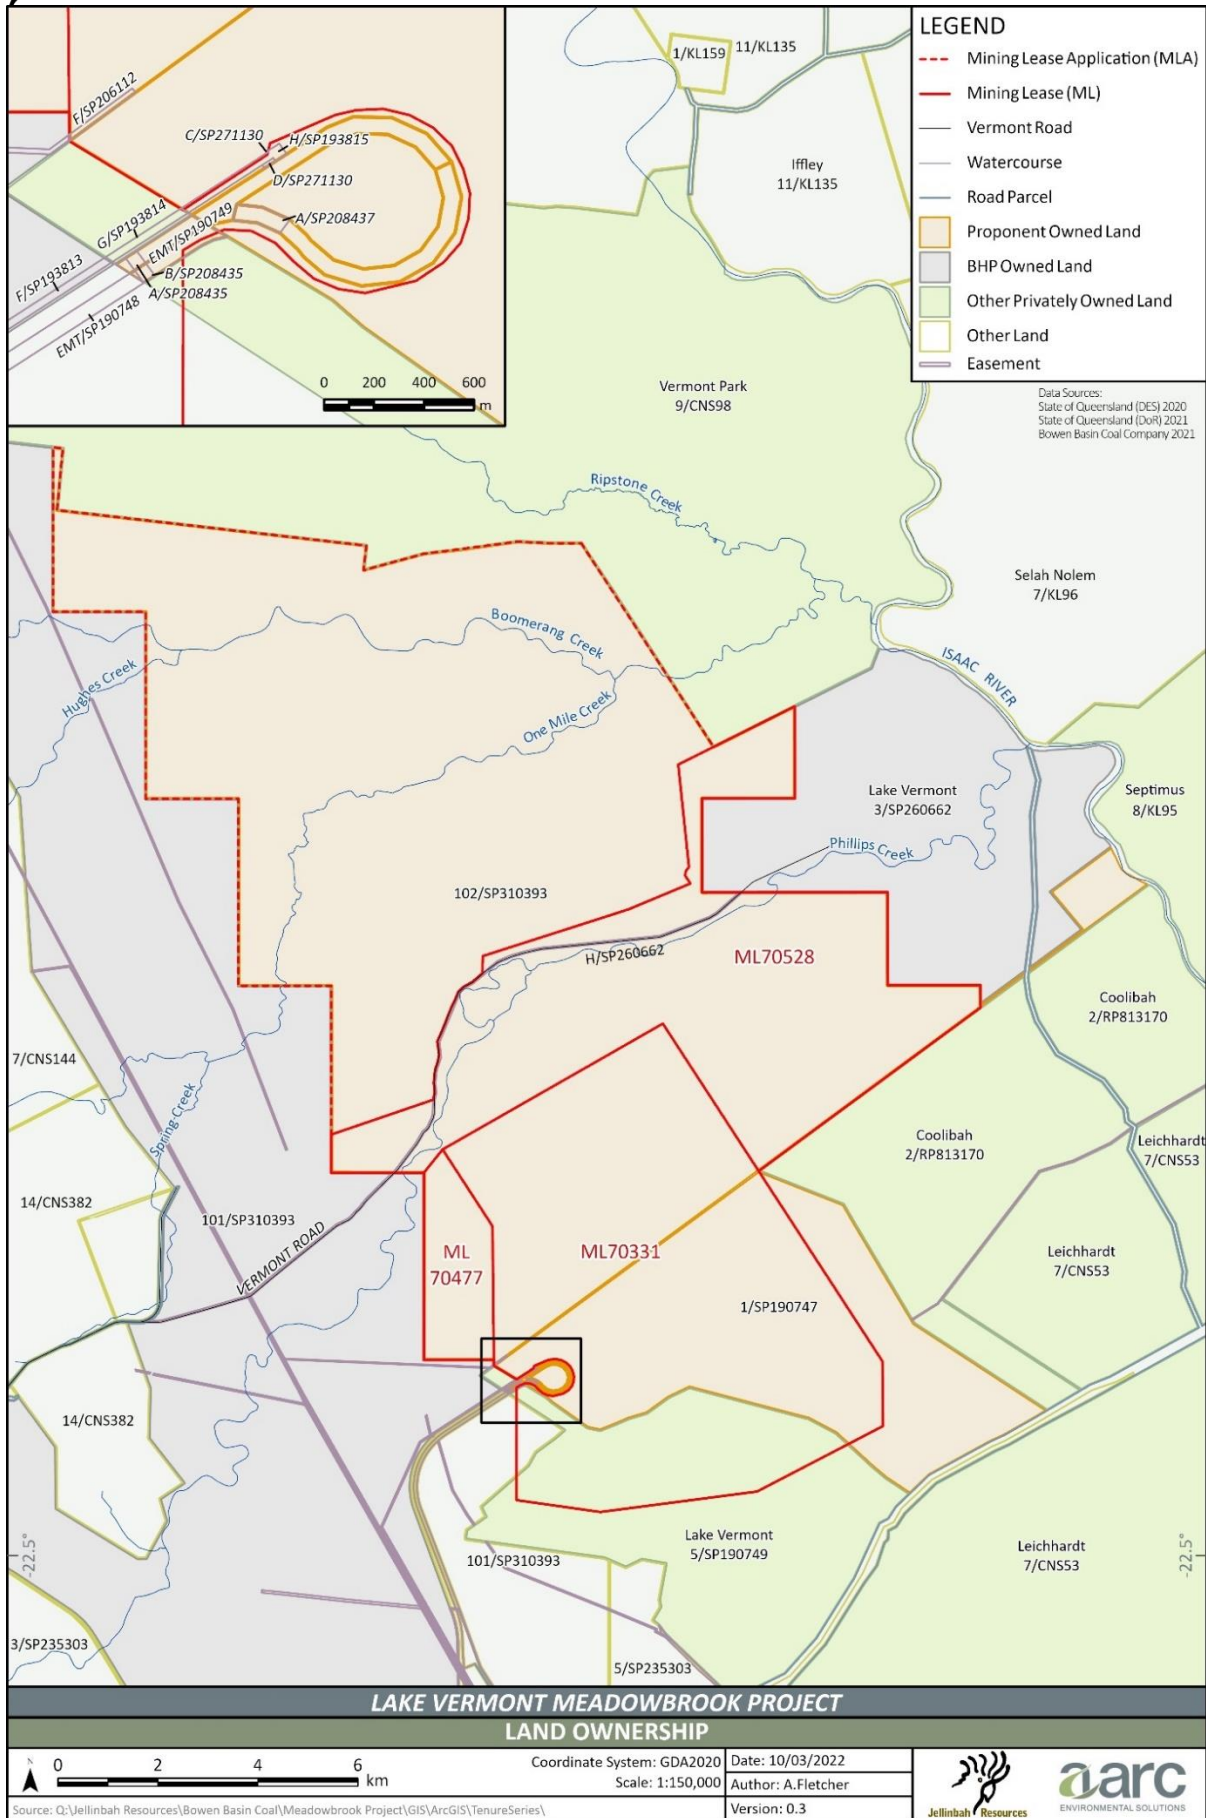 F/SP206112
C/SP271130
H/SP193815
D/SP271130
G/SP193814
EMT/SP190749
A/SP208437
F/SP193813
B/SP208435
A/SP208435
EMT/SP190748
0 200 400 600
m
1/KL159
11/KL135
Iffley
11/KL135
LEGEND
Mining Lease Application (MLA)
Mining Lease (ML)
Vermont Road
Watercourse
Road Parcel
Proponent Owned Land
BHP Owned Land
Other Privately Owned Land
Other Land
Easement
Data Sources:
State of Queensland (DES) 2020
State of Queensland (DoR) 2021
Bowen Basin Coal Company 2021
Vermont Park
9/CNS98
Ripstone Creek
Selah Nolem
7/KL96
Boomerang Creek
ISAAC RIVER
Hughes Creek
One Mile Creek
Lake Vermont
3/SP260662
Septimus
8/KL95
Phillips Creek
102/SP310393
H/SP260662
ML70528
Coolibah
2/RP813170
7/CNS144
Spring Creek
Coolibah
2/RP813170
Leichhardt
7/CNS53
14/CNS382
101/SP310393
VERMONT ROAD
ML
70477
ML70331
Leichhardt
7/CNS53
1/SP190747
14/CNS382
Lake Vermont
5/SP190749
101/SP310393
Leichhardt
7/CNS53
-22.5°
-22.5°
3/SP235303
5/SP235303
LAKE VERMONT MEADOWBROOK PROJECT
LAND OWNERSHIP
N
0 2 4 6
km
Coordinate System: GDA2020
Scale: 1:150,000
Date: 10/03/2022
Author: A.Fletcher
Version: 0.3
Source: Q:\Jellinbah Resources\Bowen Basin Coal\Meadowbrook Project\GIS\ArcGIS\TenureSeries\
Jellinbah Resources
aarc
ENVIRONMENTAL SOLUTIONS